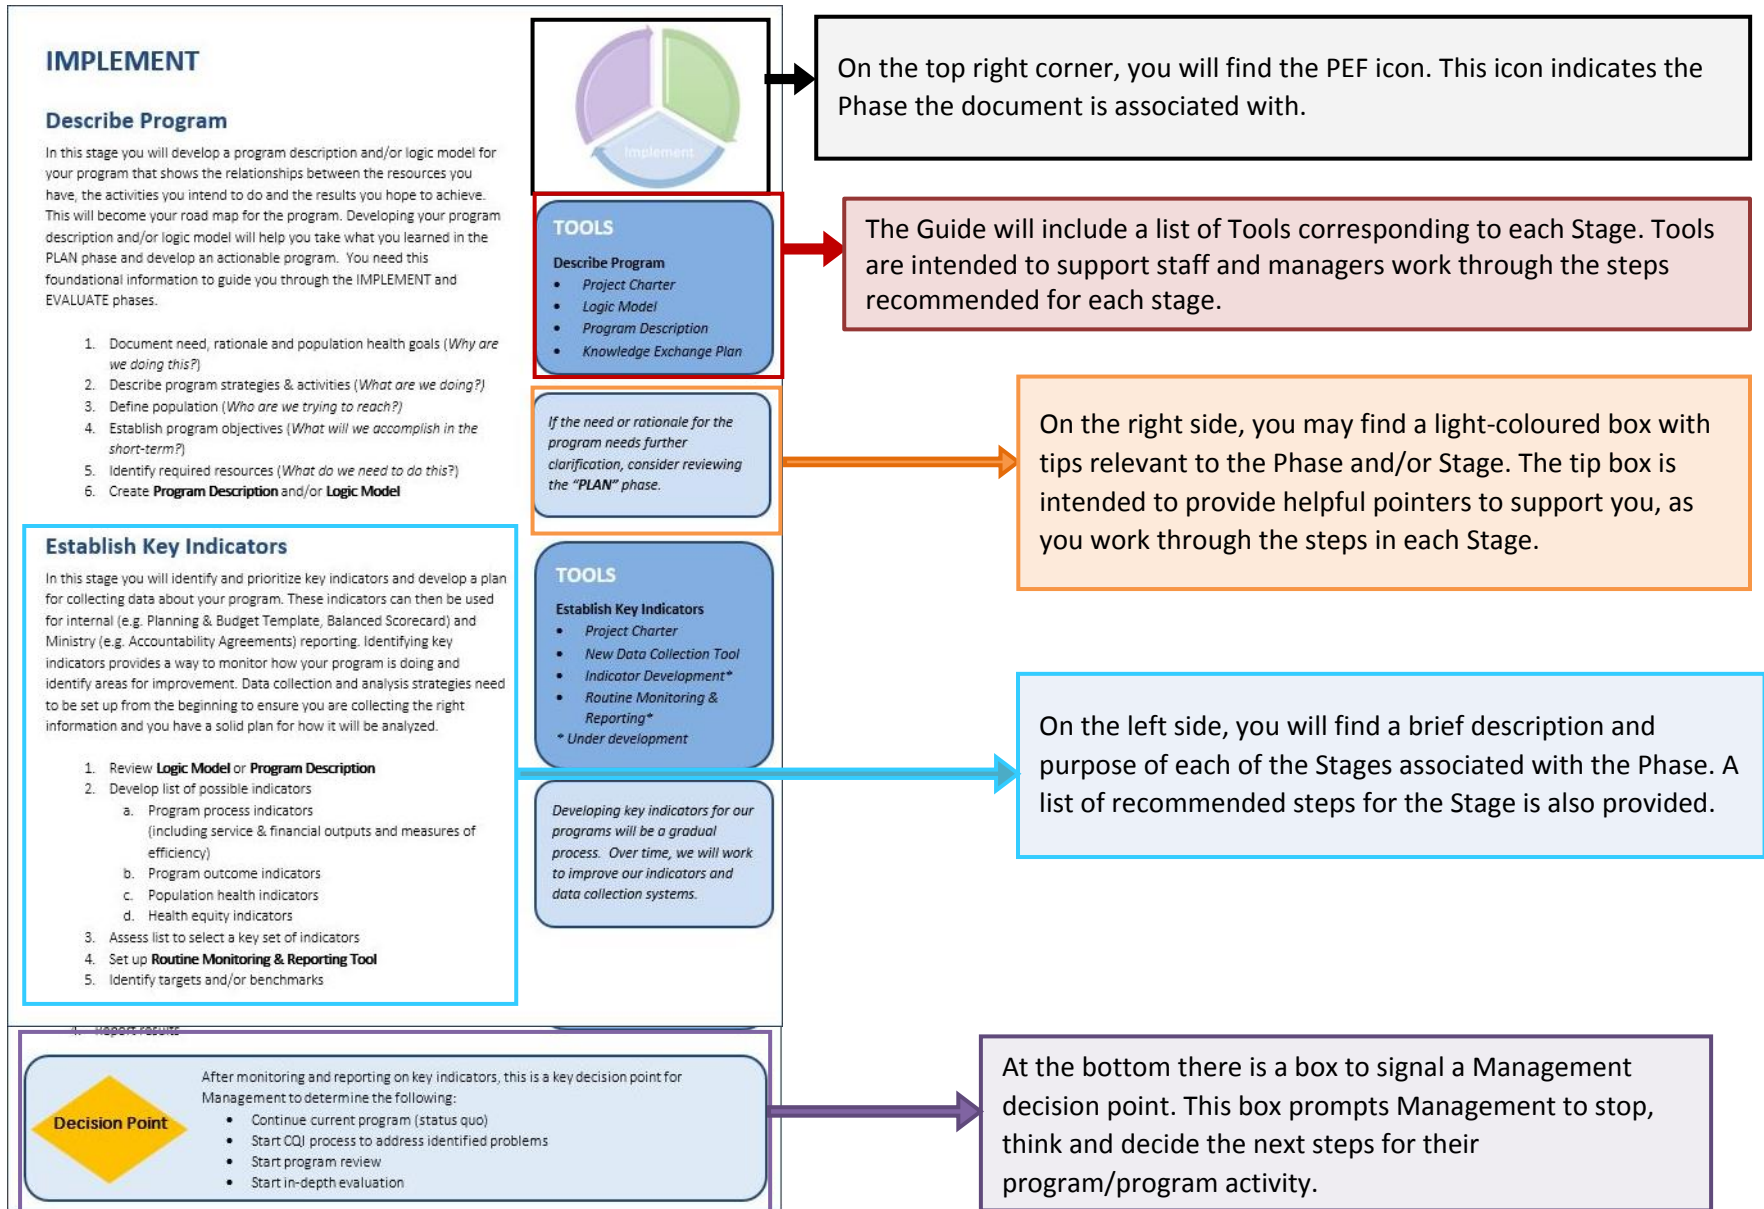 IMPLEMENT
Describe Program
In this stage you will develop a program description and/or logic model for
your program that shows the relationships between the resources you
have, the activities you intend to do and the results you hope to achieve.
This will become your road map for the program. Developing your program
description and/or logic model will help you take what you learned in the
PLAN phase and develop an actionable program. You need this
foundational information to guide you through the IMPLEMENT and
EVALUATE phases.
1. Document need, rationale and population health goals (Why are
we doing this?)
2. Describe program strategies & activities (What are we doing?)
3. Define population (Who are we trying to reach?)
4. Establish program objectives (What will we accomplish in the
short-term?)
5. Identify required resources (What do we need to do this?)
6. Create Program Description and/or Logic Model
Establish Key Indicators
In this stage you will identify and prioritize key indicators and develop a plan
for collecting data about your program. These indicators can then be used
for internal (e.g. Planning & Budget Template, Balanced Scorecard) and
Ministry (e.g. Accountability Agreements) reporting. Identifying key
indicators provides a way to monitor how your program is doing and
identify areas for improvement. Data collection and analysis strategies need
to be set up from the beginning to ensure you are collecting the right
information and you have a solid plan for how it will be analyzed.
1. Review Logic Model or Program Description
2. Develop list of possible indicators
a. Program process indicators
(including service & financial outputs and measures of
efficiency)
b. Program outcome indicators
c. Population health indicators
d. Health equity indicators
3. Assess list to select a key set of indicators
4. Set up Routine Monitoring & Reporting Tool
5. Identify targets and/or benchmarks
4. Report results
Decision Point
After monitoring and reporting on key indicators, this is a key decision point for
Management to determine the following:
• Continue current program (status quo)
• Start CQI process to address identified problems
• Start program review
• Start in-depth evaluation
Implement
TOOLS
Describe Program
• Project Charter
• Logic Model
• Program Description
• Knowledge Exchange Plan
If the need or rationale for the
program needs further
clarification, consider reviewing
the “PLAN” phase.
TOOLS
Establish Key Indicators
• Project Charter
• New Data Collection Tool
• Indicator Development*
• Routine Monitoring &
Reporting*
* Under development
Developing key indicators for our
programs will be a gradual
process. Over time, we will work
to improve our indicators and
data collection systems.
On the top right corner, you will find the PEF icon. This icon indicates the
Phase the document is associated with.
The Guide will include a list of Tools corresponding to each Stage. Tools
are intended to support staff and managers work through the steps
recommended for each stage.
On the right side, you may find a light-coloured box with
tips relevant to the Phase and/or Stage. The tip box is
intended to provide helpful pointers to support you, as
you work through the steps in each Stage.
On the left side, you will find a brief description and
purpose of each of the Stages associated with the Phase. A
list of recommended steps for the Stage is also provided.
At the bottom there is a box to signal a Management
decision point. This box prompts Management to stop,
think and decide the next steps for their
program/program activity.